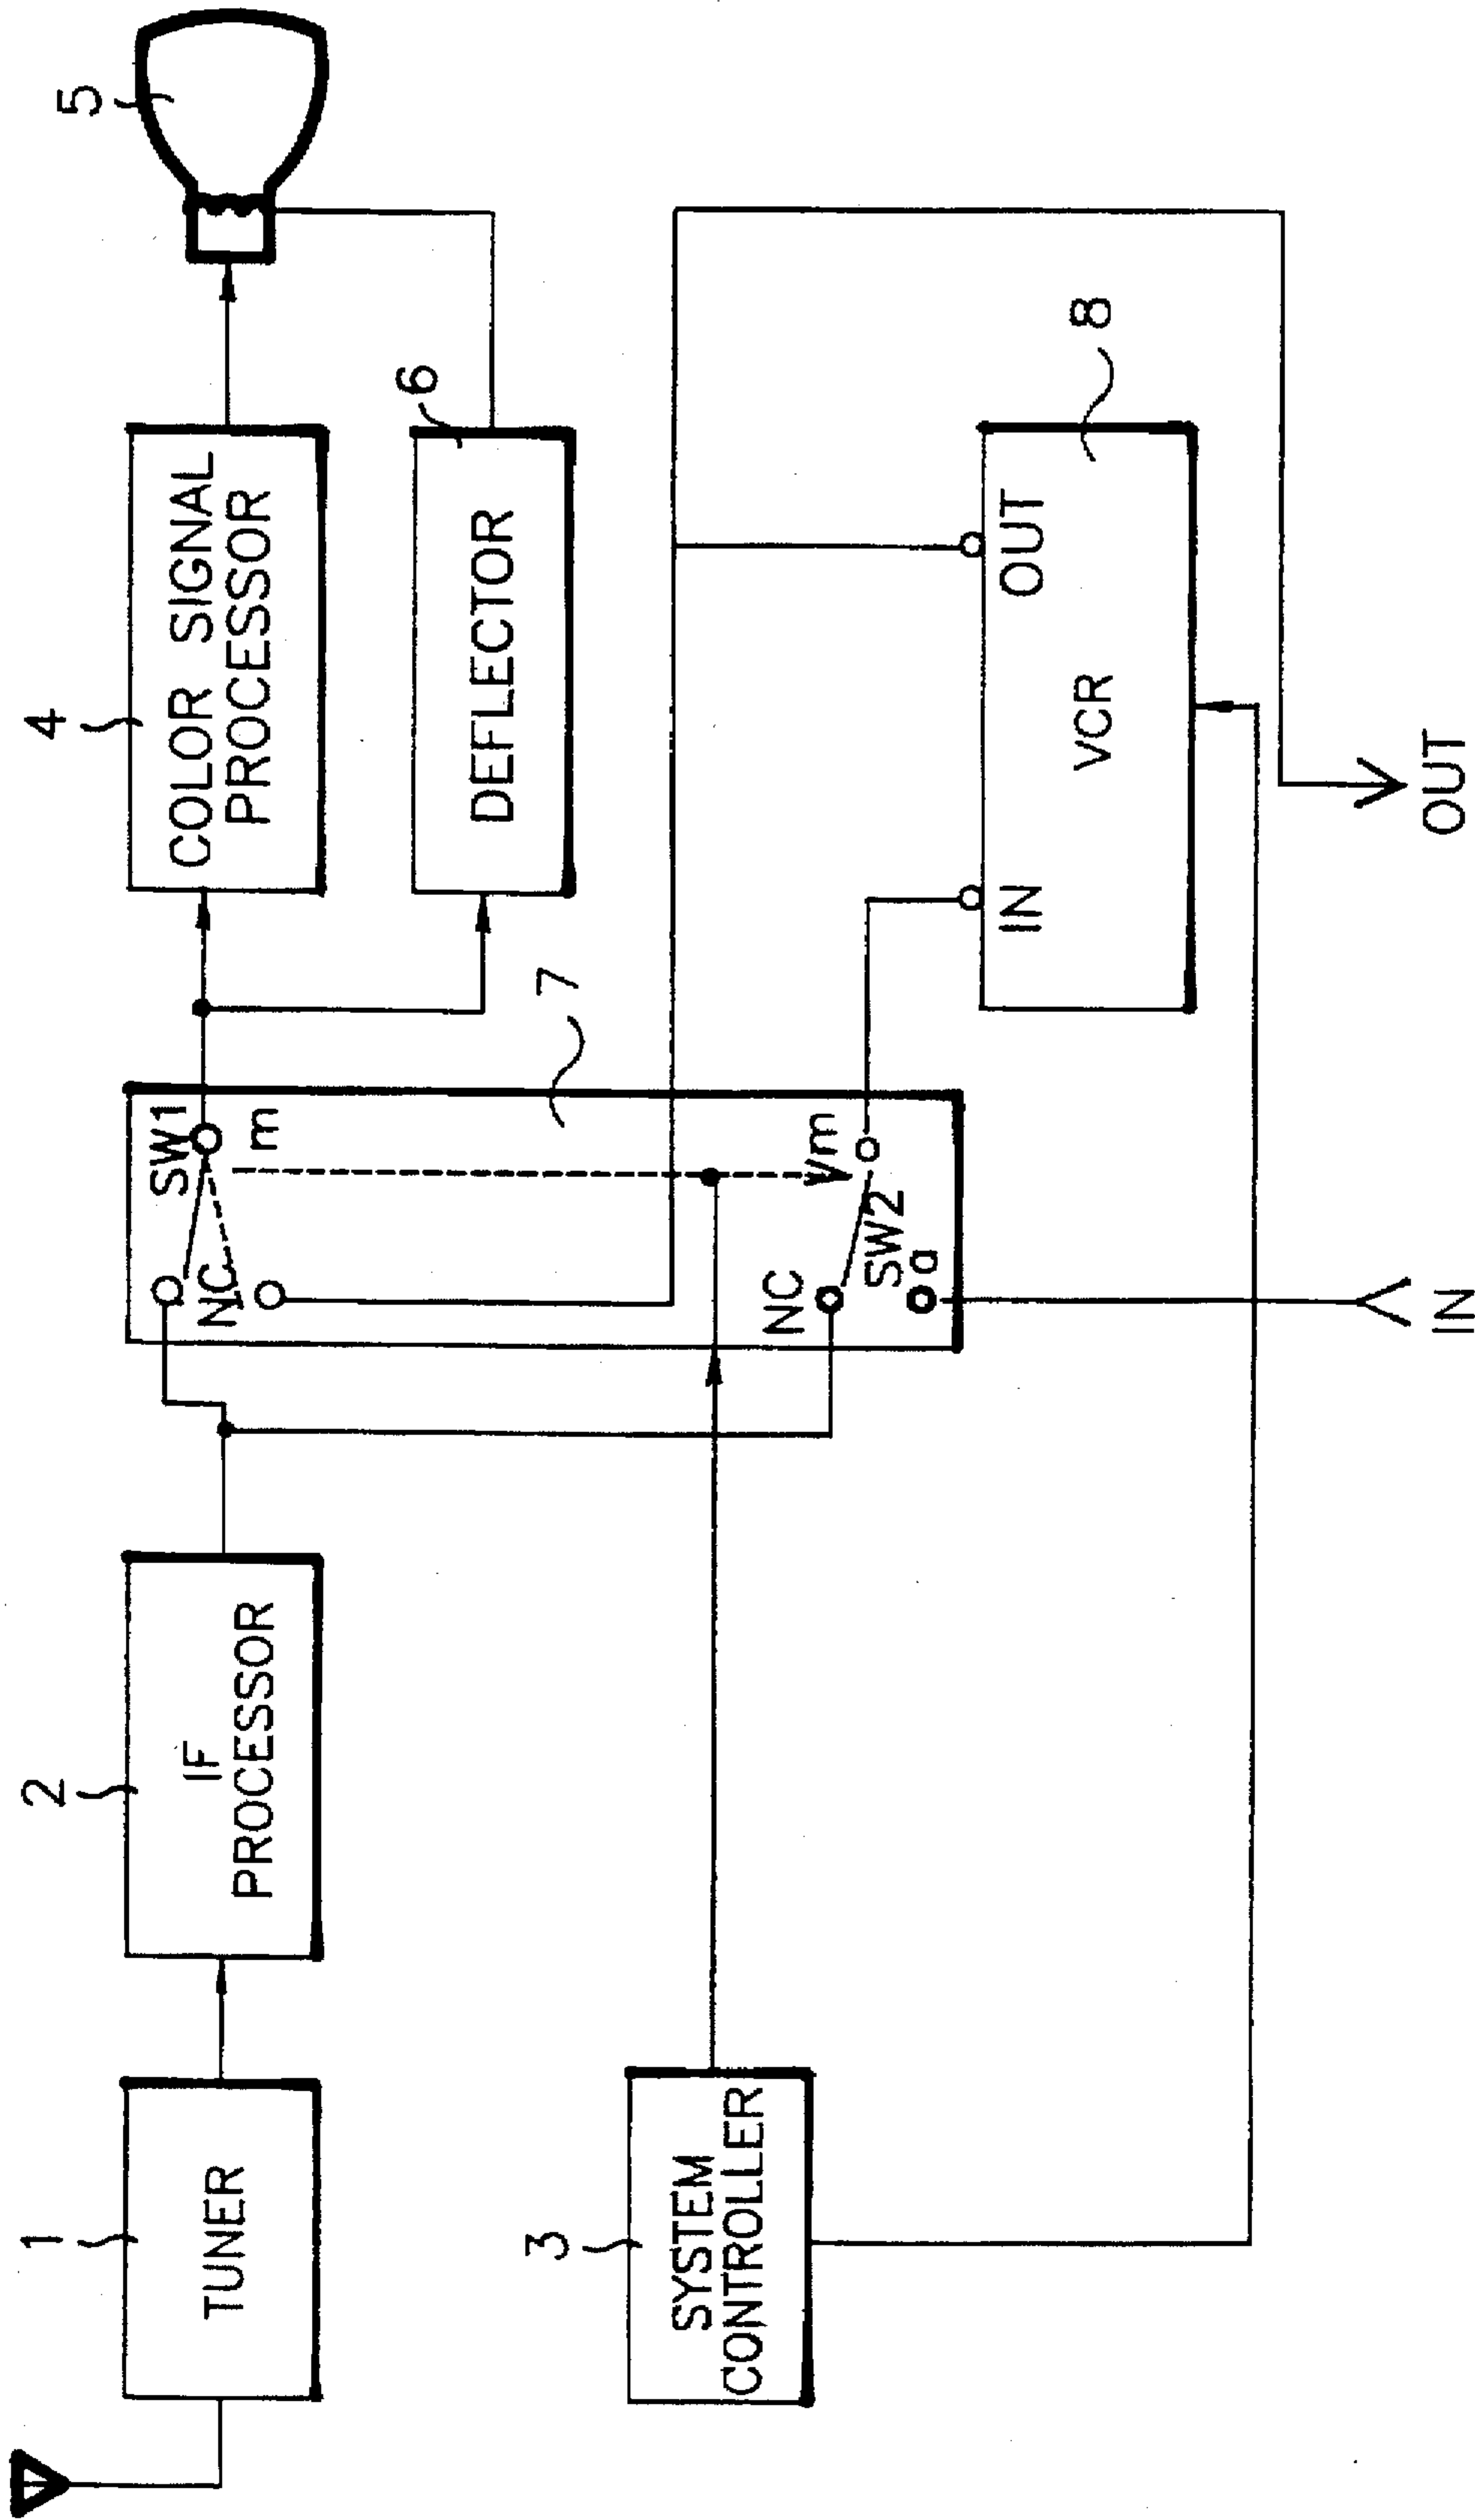 1
TUNER
2
IF
PROCESSOR
SW1
NC
m
4
COLOR SIGNAL
PROCESSOR
5
6
DEFLECTOR
7
3
SYSTEM
CONTROLLER
NC
m
SW2
a
IN
OUT
VCR
8
IN
OUT